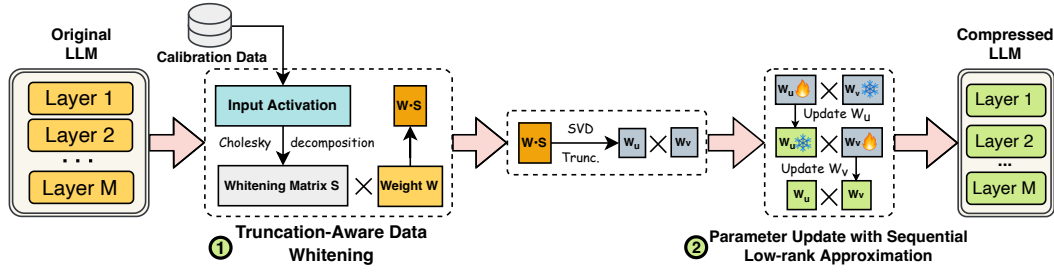 Original
LLM
Layer 1
Layer 2
...
Layer M
Calibration Data
Input Activation
Cholesky decomposition
Whitening Matrix S
×
Weight W
W·S
1 Truncation-Aware Data
Whitening
W·S
SVD
Trunc.
Wu × Wv
Wu × Wv
Update Wu
Wu × Wv
Update Wv
Wu × Wv
2 Parameter Update with Sequential
Low-rank Approximation
Compressed
LLM
Layer 1
Layer 2
...
Layer M